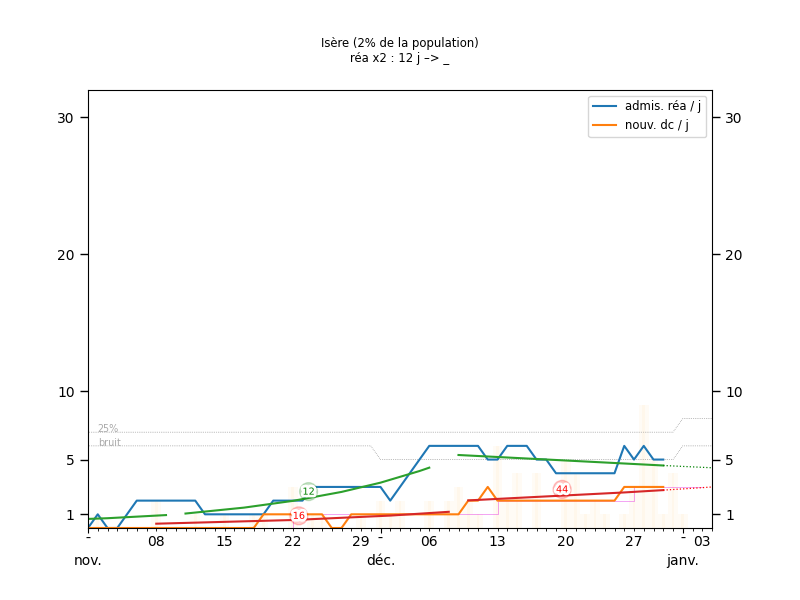 Isère (2% de la population)
réa x2 : 12 j –> _
admis. réa / j
nouv. dc / j
30
30
20
20
10
10
25%
bruit
5
5
12
44
16
1
1
- 08 15 22 29 - 06 13 20 27 - 03
nov. déc. janv.